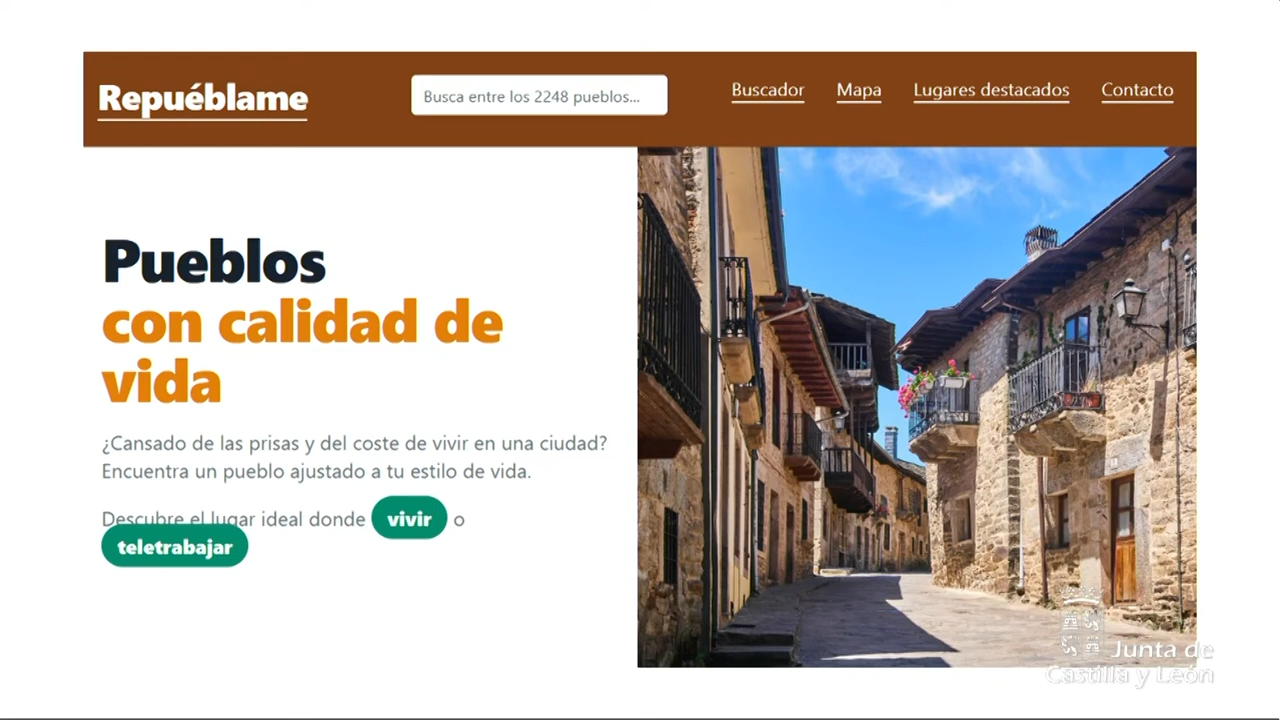 Repuéblame
Busca entre los 2248 pueblos...
Buscador
Mapa
Lugares destacados
Contacto
Pueblos
con calidad de
vida
¿Cansado de las prisas y del coste de vivir en una ciudad?
Encuentra un pueblo ajustado a tu estilo de vida.
Descubre el lugar ideal donde vivir o
teletrabajar
Junta de
Castilla y León